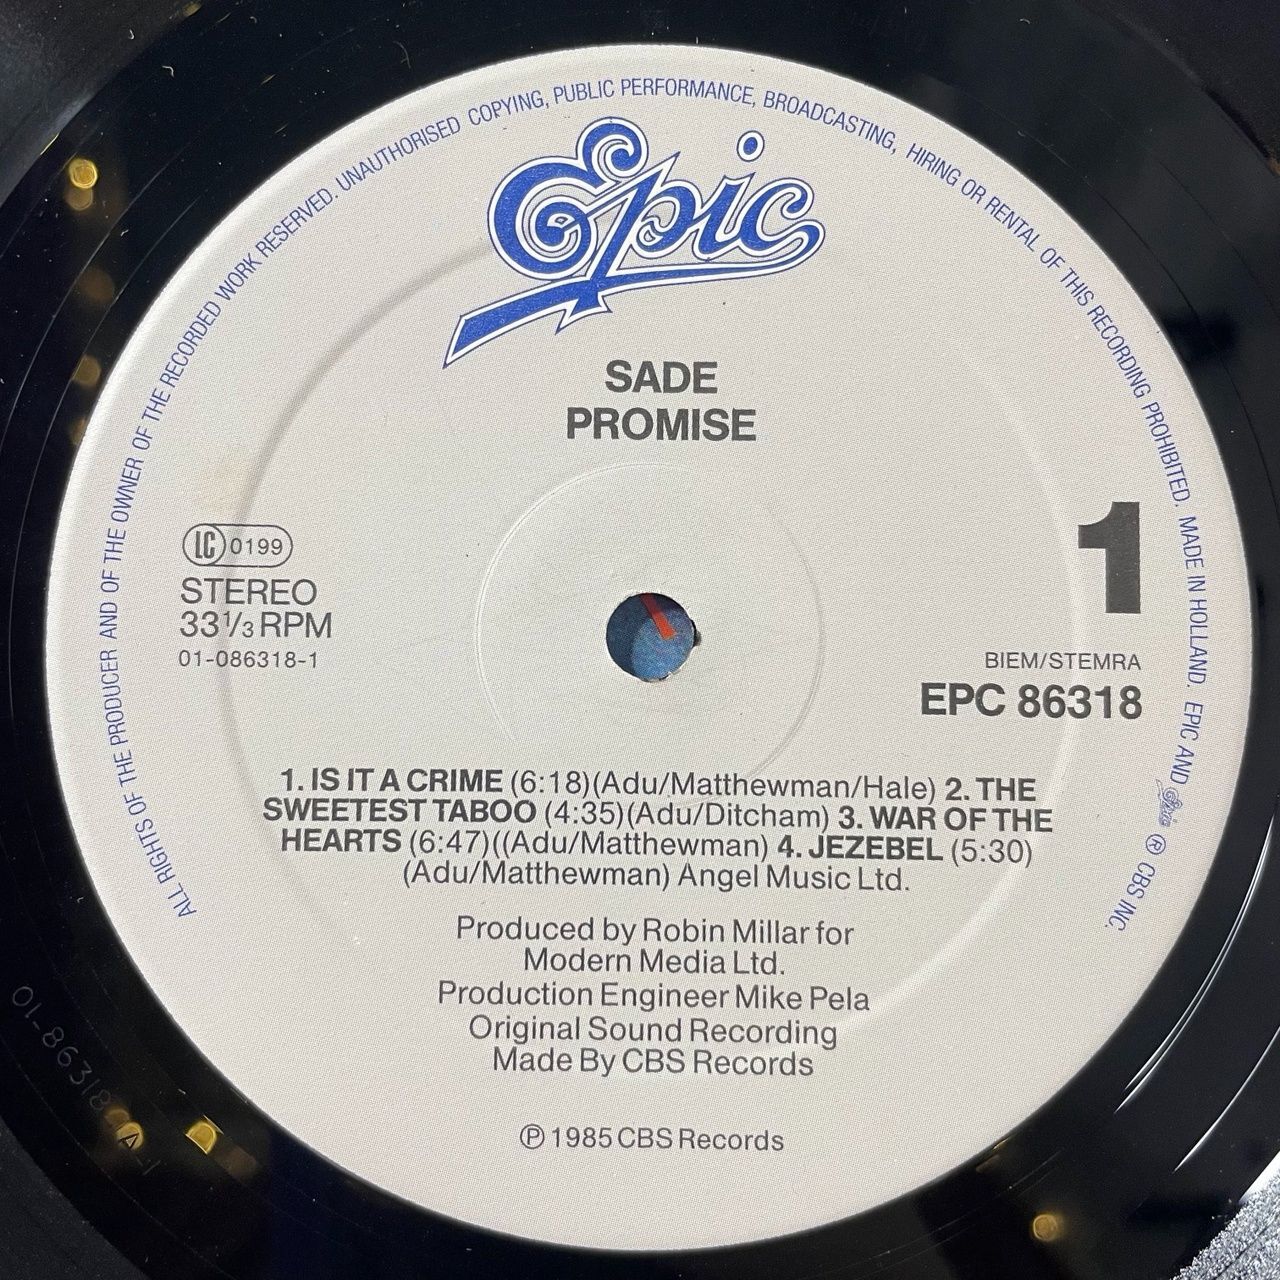 ALL RIGHTS OF THE PRODUCER AND OF THE OWNER OF THE RECORDED WORK RESERVED. UNAUTHORISED COPYING, PUBLIC PERFORMANCE, BROADCASTING, HIRING OR RENTAL OF THIS RECORDING PROHIBITED. MADE IN HOLLAND. EPIC AND Epic ® CBS INC.
Epic
SADE
PROMISE
LC 0199
STEREO
33 1/3 RPM
01-086318-1
1
BIEM/STEMRA
EPC 86318
1. IS IT A CRIME (6:18)(Adu/Matthewman/Hale) 2. THE
SWEETEST TABOO (4:35)(Adu/Ditcham) 3. WAR OF THE
HEARTS (6:47)((Adu/Matthewman) 4. JEZEBEL (5:30)
(Adu/Matthewman) Angel Music Ltd.
Produced by Robin Millar for
Modern Media Ltd.
Production Engineer Mike Pela
Original Sound Recording
Made By CBS Records
℗ 1985 CBS Records